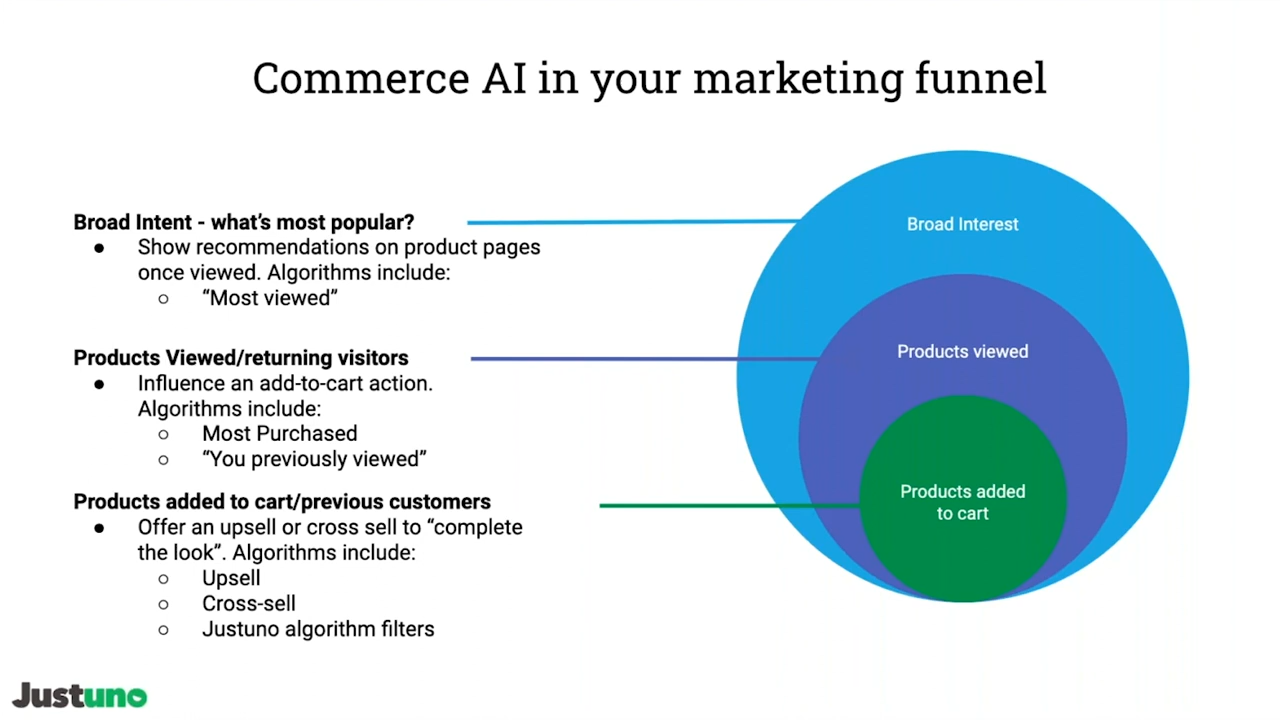 Commerce AI in your marketing funnel
Broad Intent - what's most popular?
● Show recommendations on product pages
once viewed. Algorithms include:
○ “Most viewed”
Products Viewed/returning visitors
● Influence an add-to-cart action.
Algorithms include:
○ Most Purchased
○ “You previously viewed”
Products added to cart/previous customers
● Offer an upsell or cross sell to “complete
the look”. Algorithms include:
○ Upsell
○ Cross-sell
○ Justuno algorithm filters
Broad Interest
Products viewed
Products added
to cart
Justuno